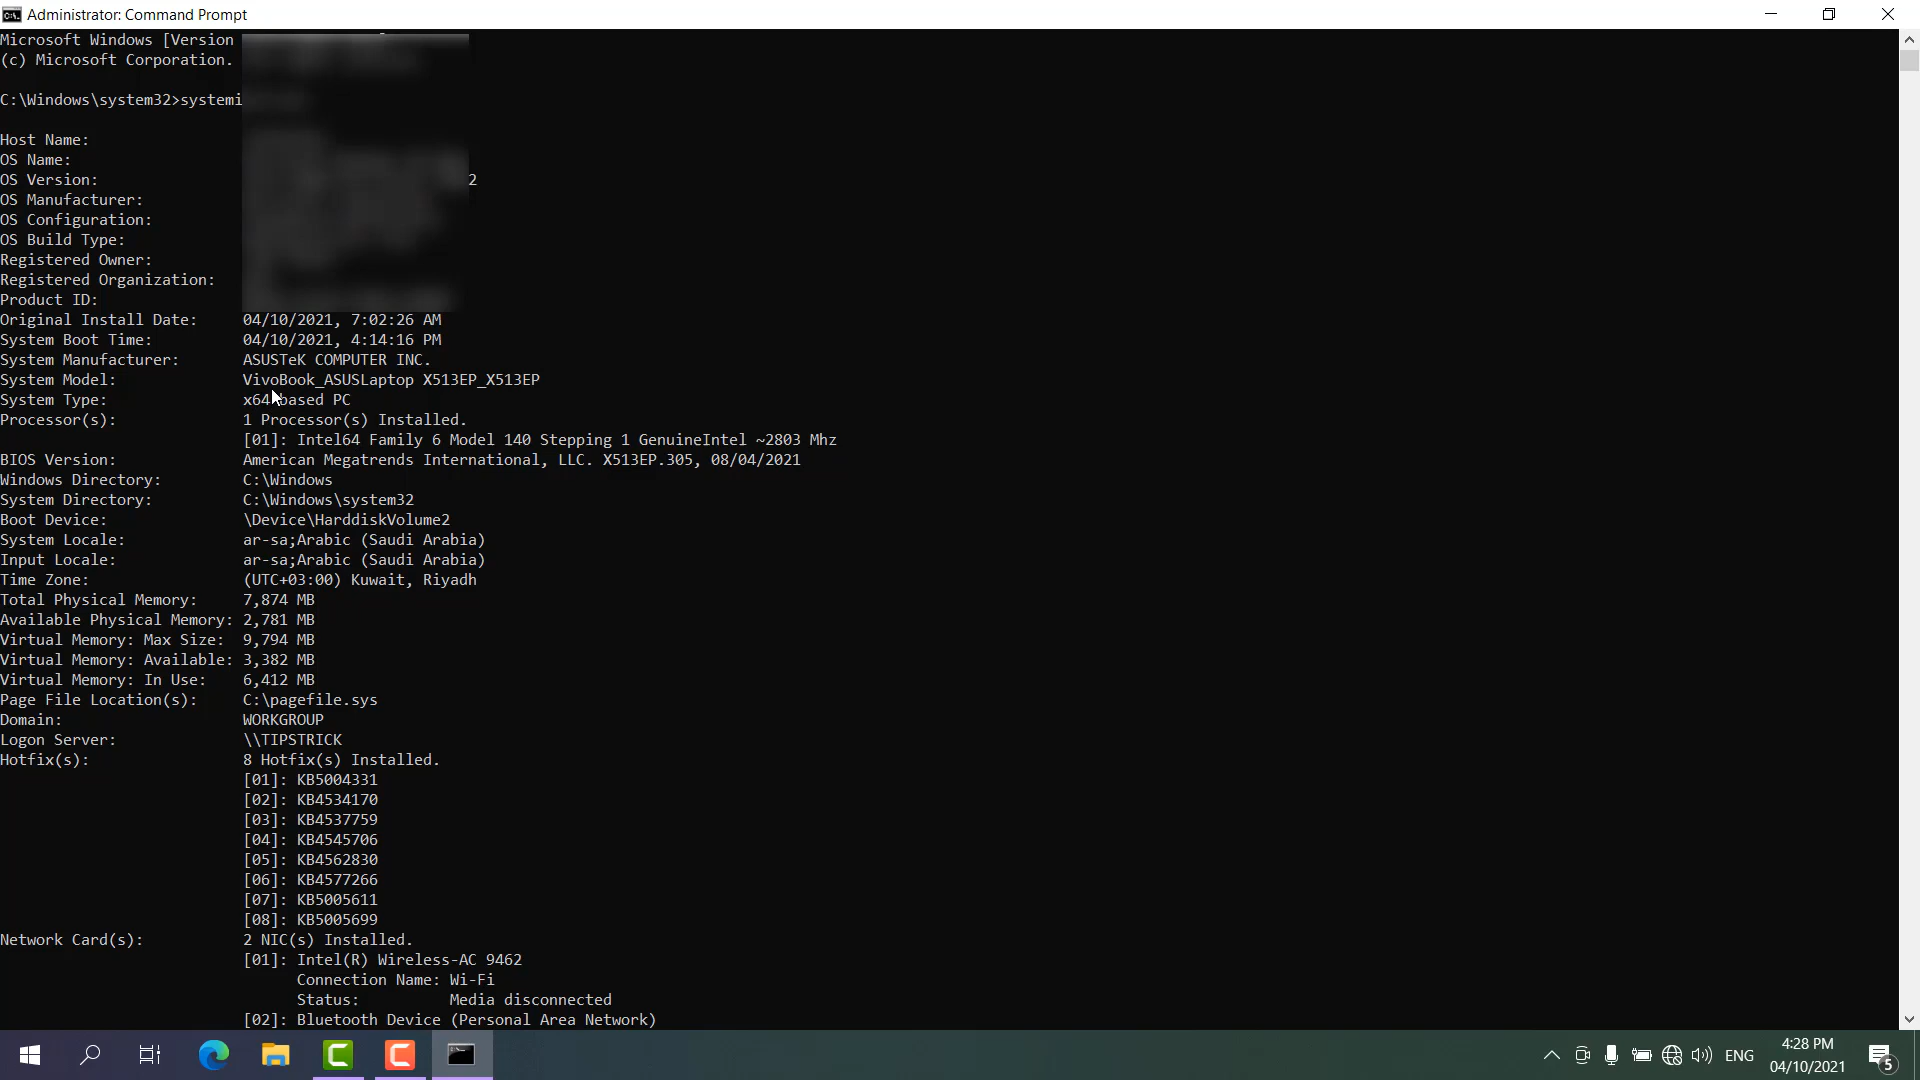 Administrator: Command Prompt
Microsoft Windows [Version
(c) Microsoft Corporation.
C:\Windows\system32>systemi
Host Name:
OS Name:
OS Version: 2
OS Manufacturer:
OS Configuration:
OS Build Type:
Registered Owner:
Registered Organization:
Product ID:
Original Install Date: 04/10/2021, 7:02:26 AM
System Boot Time: 04/10/2021, 4:14:16 PM
System Manufacturer: ASUSTeK COMPUTER INC.
System Model: VivoBook_ASUSLaptop X513EP_X513EP
System Type: x64-based PC
Processor(s): 1 Processor(s) Installed.
[01]: Intel64 Family 6 Model 140 Stepping 1 GenuineIntel ~2803 Mhz
BIOS Version: American Megatrends International, LLC. X513EP.305, 08/04/2021
Windows Directory: C:\Windows
System Directory: C:\Windows\system32
Boot Device: \Device\HarddiskVolume2
System Locale: ar-sa;Arabic (Saudi Arabia)
Input Locale: ar-sa;Arabic (Saudi Arabia)
Time Zone: (UTC+03:00) Kuwait, Riyadh
Total Physical Memory: 7,874 MB
Available Physical Memory: 2,781 MB
Virtual Memory: Max Size: 9,794 MB
Virtual Memory: Available: 3,382 MB
Virtual Memory: In Use: 6,412 MB
Page File Location(s): C:\pagefile.sys
Domain: WORKGROUP
Logon Server: \\TIPSTRICK
Hotfix(s): 8 Hotfix(s) Installed.
[01]: KB5004331
[02]: KB4534170
[03]: KB4537759
[04]: KB4545706
[05]: KB4562830
[06]: KB4577266
[07]: KB5005611
[08]: KB5005699
Network Card(s): 2 NIC(s) Installed.
[01]: Intel(R) Wireless-AC 9462
Connection Name: Wi-Fi
Status: Media disconnected
[02]: Bluetooth Device (Personal Area Network)
ENG
4:28 PM
04/10/2021
5